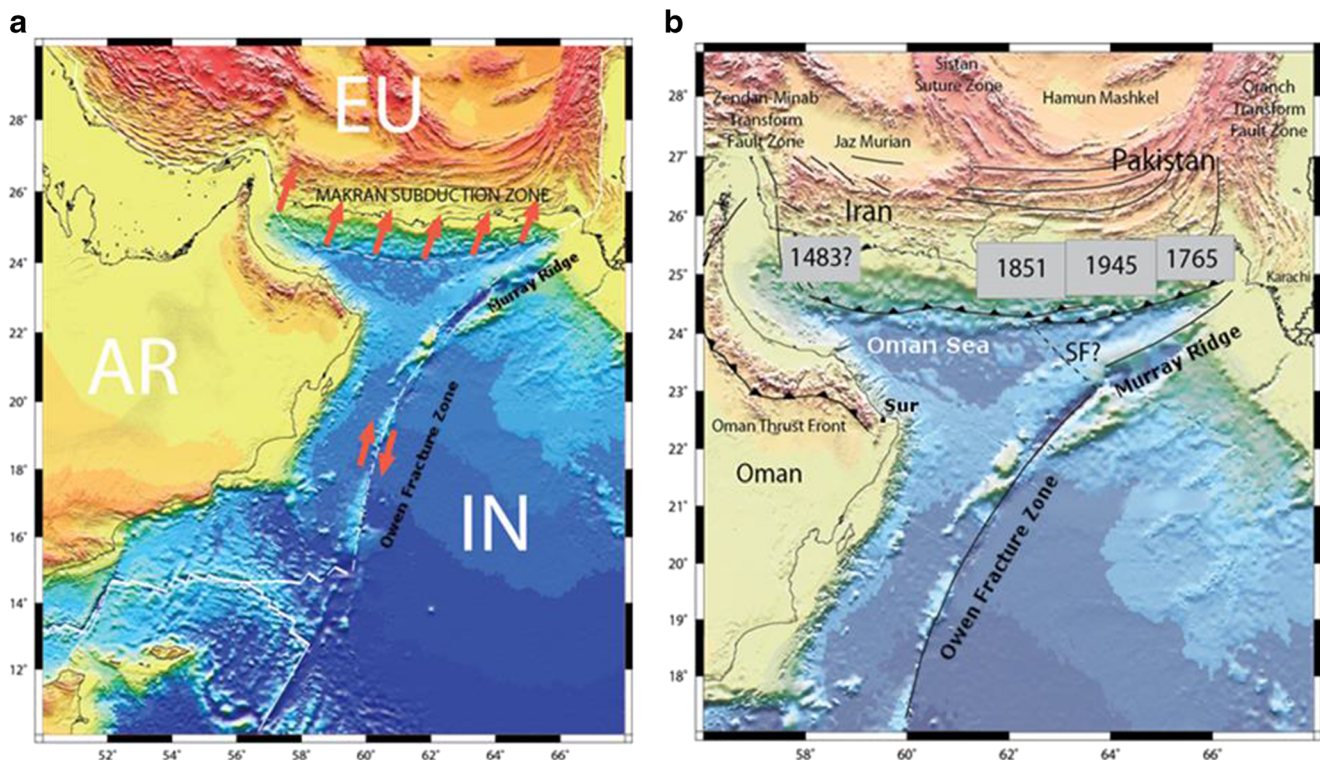 a
EU
28°
26°
MAKRAN SUBDUCTION ZONE
24°
Murray Ridge
22°
AR
20°
Owen Fracture Zone
18°
IN
16°
14°
12°
52° 54° 56° 58° 60° 62° 64° 66°
b
Sistan
Suture Zone
28°
Zendan-Minab
Transform
Fault Zone
Hamun Mashkel
Oranch
Transform
Fault Zone
Jaz Murian
27°
Pakistan
26°
Iran
1483?
1851
1945
1765
25°
Karachi
24°
Oman Sea
SF?
Murray Ridge
23°
Sur
Oman Thrust Front
22°
Oman
21°
Owen Fracture Zone
20°
19°
18°
58° 60° 62° 64° 66°